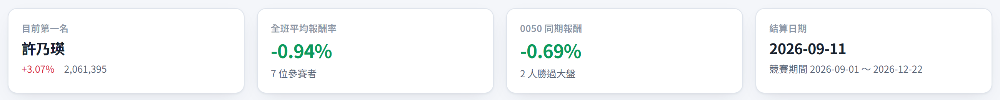 目前第一名
許乃瑛
+3.07% 2,061,395
全班平均報酬率
-0.94%
7 位參賽者
0050 同期報酬
-0.69%
2 人勝過大盤
結算日期
2026-09-11
競賽期間 2026-09-01 ～ 2026-12-22